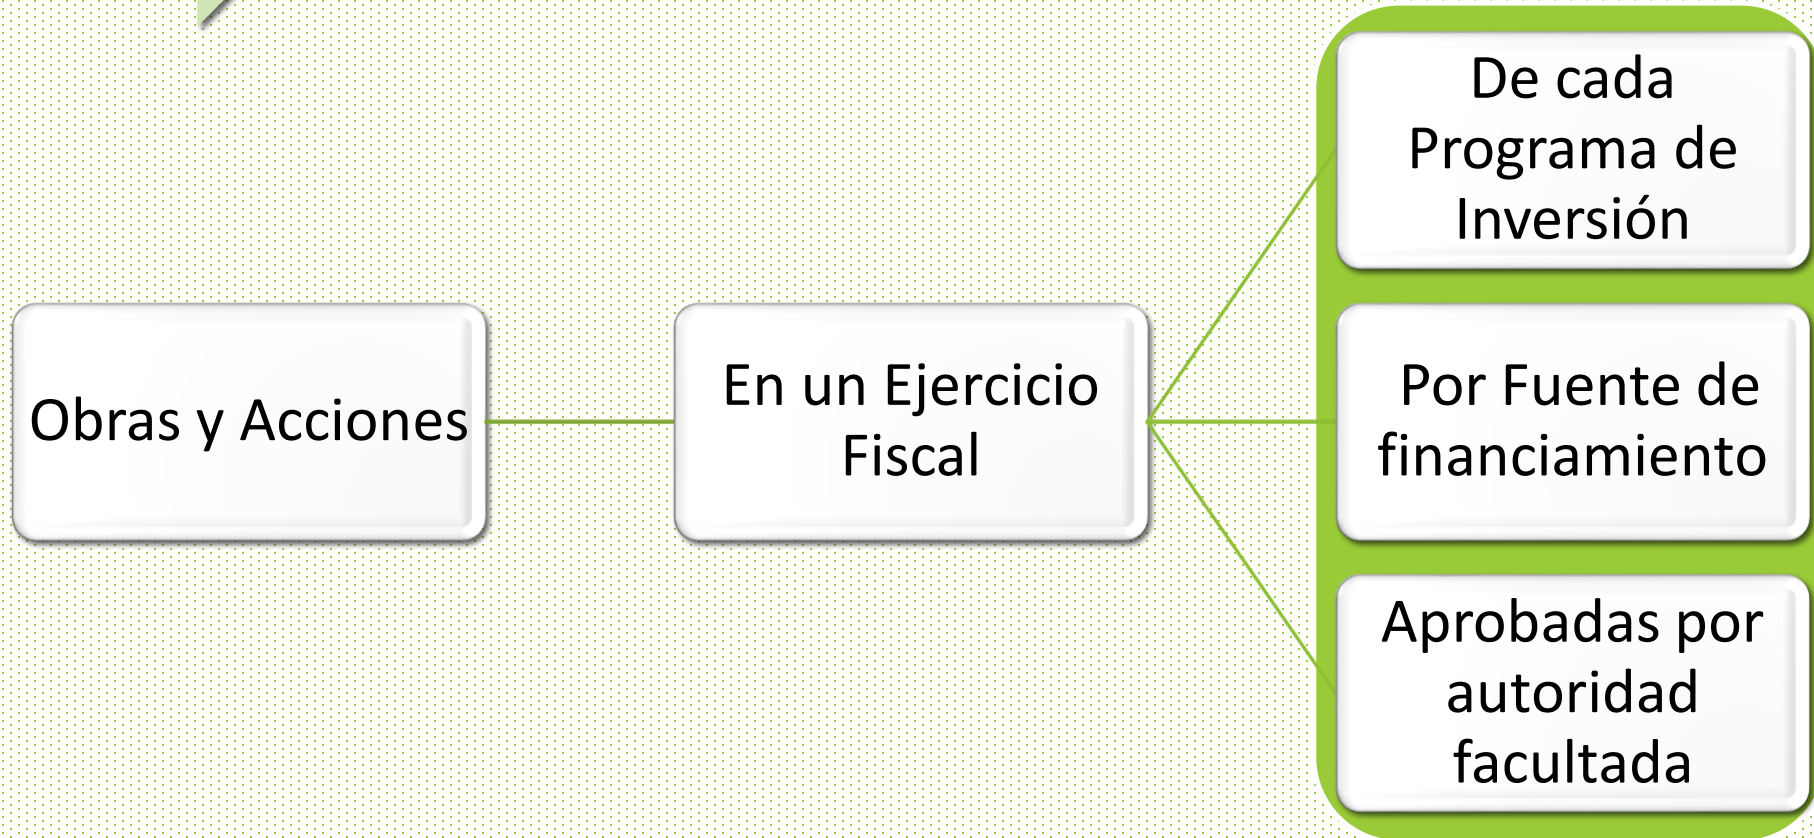 Obras y Acciones
En un Ejercicio
Fiscal
De cada
Programa de
Inversión
Por Fuente de
financiamiento
Aprobadas por
autoridad
facultada